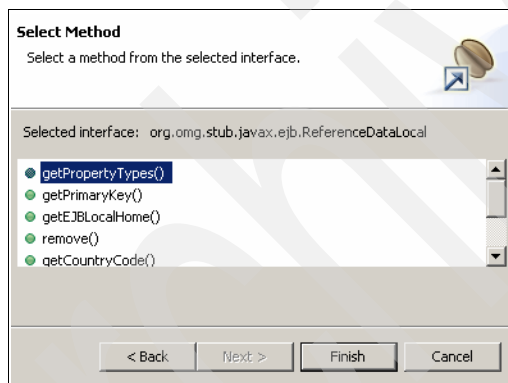 Select Method
Select a method from the selected interface.
Selected interface: org.omg.stub.javax.ejb.ReferenceDataLocal
getPropertyTypes()
getPrimaryKey()
getEJBLocalHome()
remove()
getCountryCode()
< Back Next > Finish Cancel